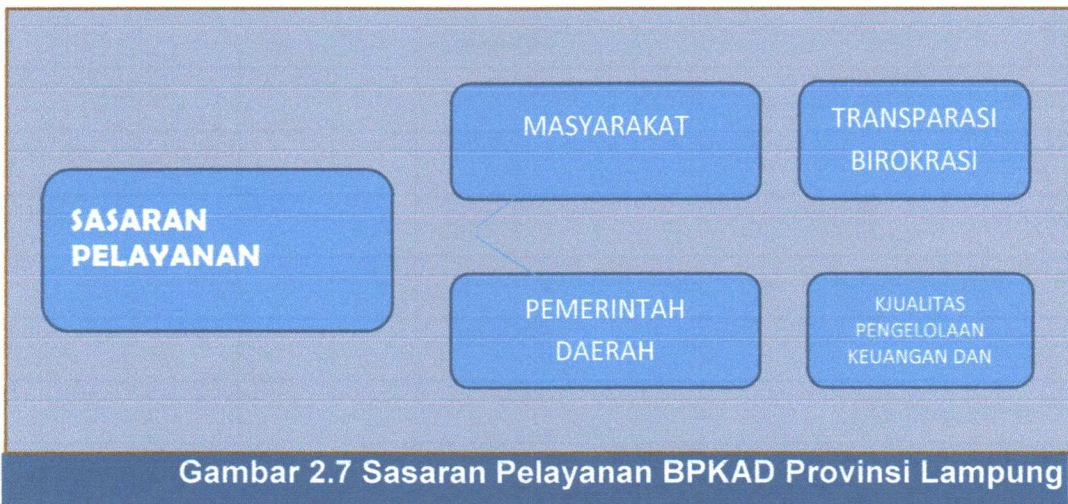 SASARAN
PELAYANAN
MASYARAKAT
TRANSPARASI
BIROKRASI
PEMERINTAH
DAERAH
KJUALITAS
PENGELOLAAN
KEUANGAN DAN
Gambar 2.7 Sasaran Pelayanan BPKAD Provinsi Lampung